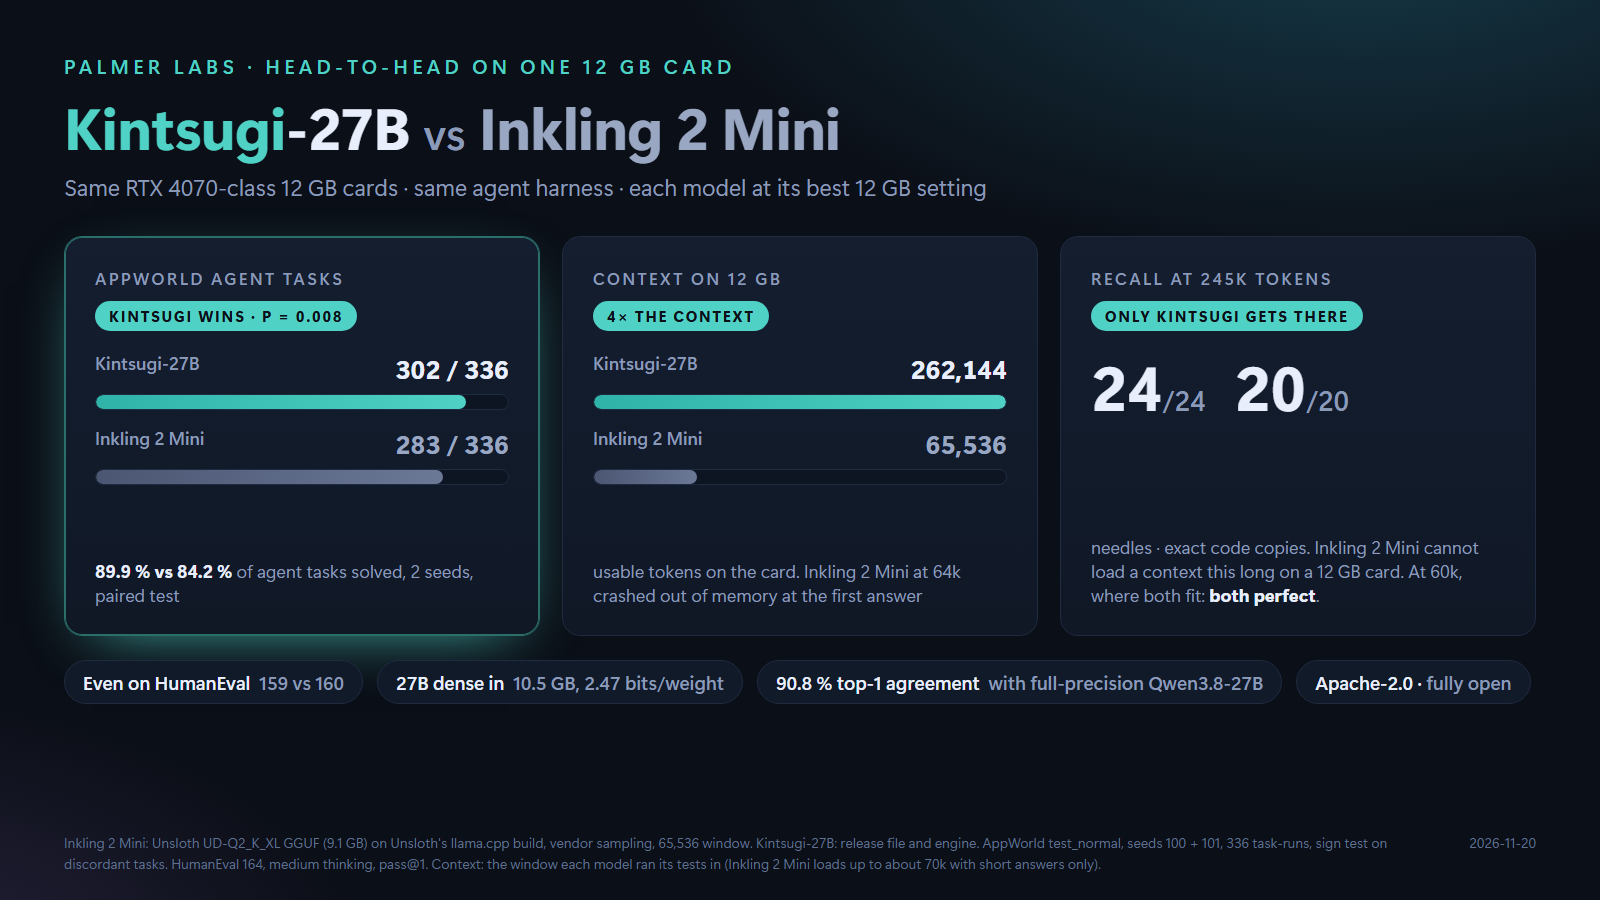 PALMER LABS · HEAD-TO-HEAD ON ONE 12 GB CARD
Kintsugi-27B vs Inkling 2 Mini
Same RTX 4070-class 12 GB cards · same agent harness · each model at its best 12 GB setting
APPWORLD AGENT TASKS
KINTSUGI WINS · P = 0.008
Kintsugi-27B 302 / 336
Inkling 2 Mini 283 / 336
89.9 % vs 84.2 % of agent tasks solved, 2 seeds,
paired test
CONTEXT ON 12 GB
4× THE CONTEXT
Kintsugi-27B 262,144
Inkling 2 Mini 65,536
usable tokens on the card. Inkling 2 Mini at 64k
crashed out of memory at the first answer
RECALL AT 245K TOKENS
ONLY KINTSUGI GETS THERE
24/24 20/20
needles · exact code copies. Inkling 2 Mini cannot
load a context this long on a 12 GB card. At 60k,
where both fit: both perfect.
Even on HumanEval 159 vs 160
27B dense in 10.5 GB, 2.47 bits/weight
90.8 % top-1 agreement with full-precision Qwen3.8-27B
Apache-2.0 · fully open
Inkling 2 Mini: Unsloth UD-Q2_K_XL GGUF (9.1 GB) on Unsloth's llama.cpp build, vendor sampling, 65,536 window. Kintsugi-27B: release file and engine. AppWorld test_normal, seeds 100 + 101, 336 task-runs, sign test on
discordant tasks. HumanEval 164, medium thinking, pass@1. Context: the window each model ran its tests in (Inkling 2 Mini loads up to about 70k with short answers only).
2026-11-20